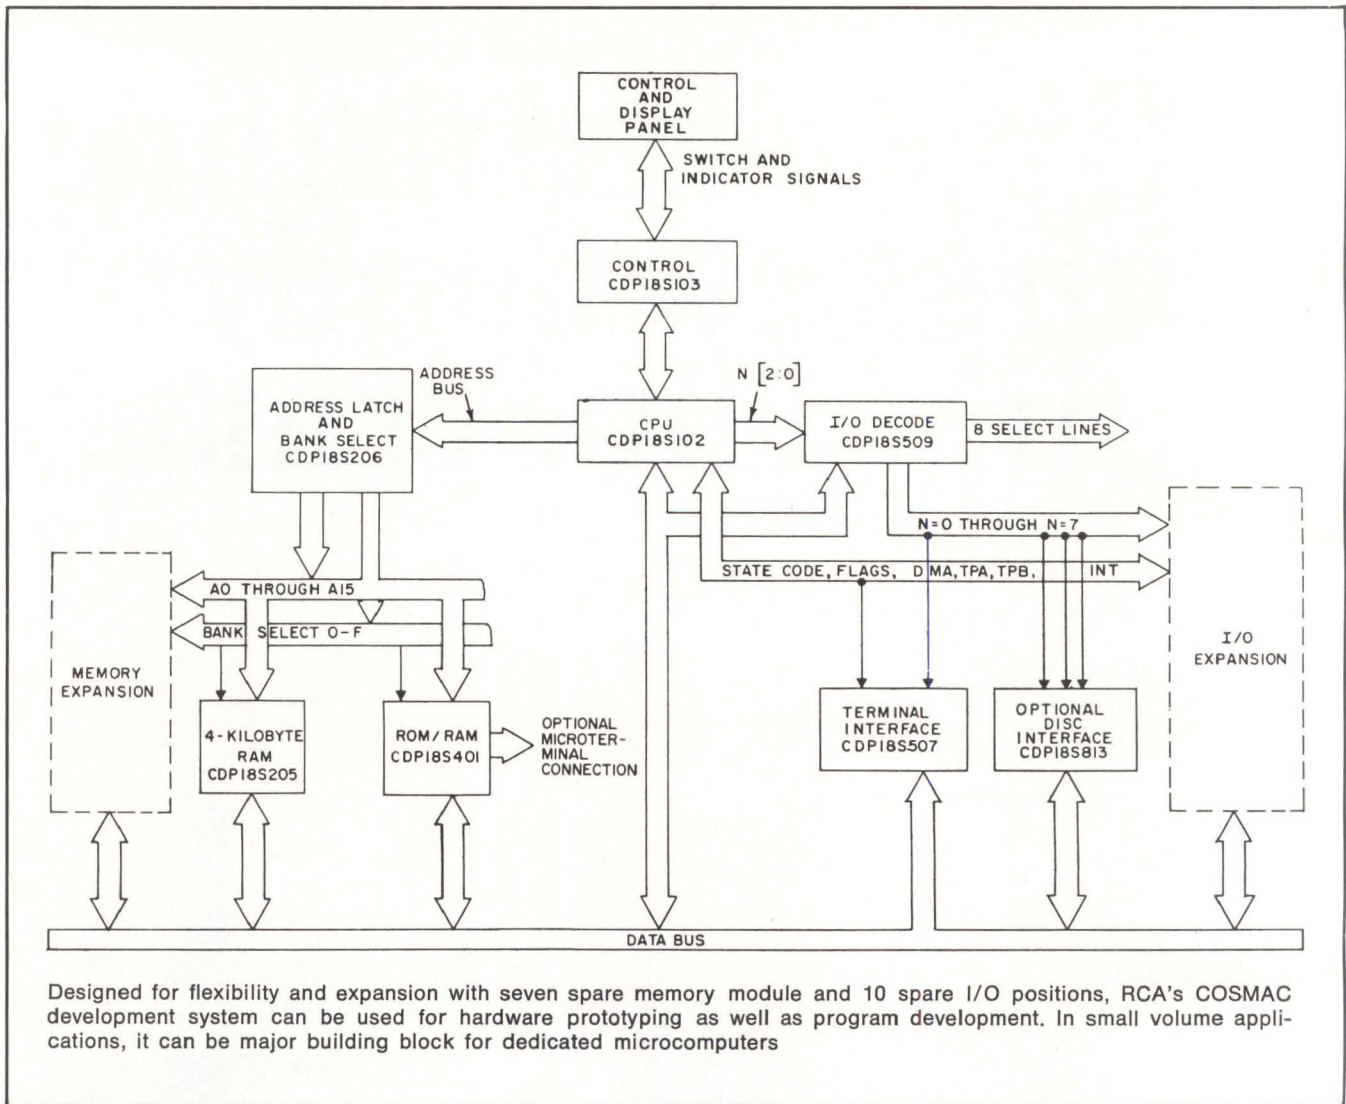 CONTROL
AND
DISPLAY
PANEL
SWITCH AND
INDICATOR SIGNALS
CONTROL
CDP18S103
ADDRESS
BUS
N [2:0]
ADDRESS LATCH
AND
BANK SELECT
CDP18S206
CPU
CDP18S102
I/O DECODE
CDP18S509
8 SELECT LINES
N=0 THROUGH N=7
STATE CODE, FLAGS, DMA, TPA, TPB, INT
A0 THROUGH A15
BANK SELECT 0-F
MEMORY
EXPANSION
I/O
EXPANSION
4-KILOBYTE
RAM
CDP18S205
ROM/RAM
CDP18S401
OPTIONAL
MICROTER-
MINAL
CONNECTION
TERMINAL
INTERFACE
CDP18S507
OPTIONAL
DISC
INTERFACE
CDP18S813
DATA BUS
Designed for flexibility and expansion with seven spare memory module and 10 spare I/O positions, RCA's COSMAC
development system can be used for hardware prototyping as well as program development. In small volume appli-
cations, it can be major building block for dedicated microcomputers